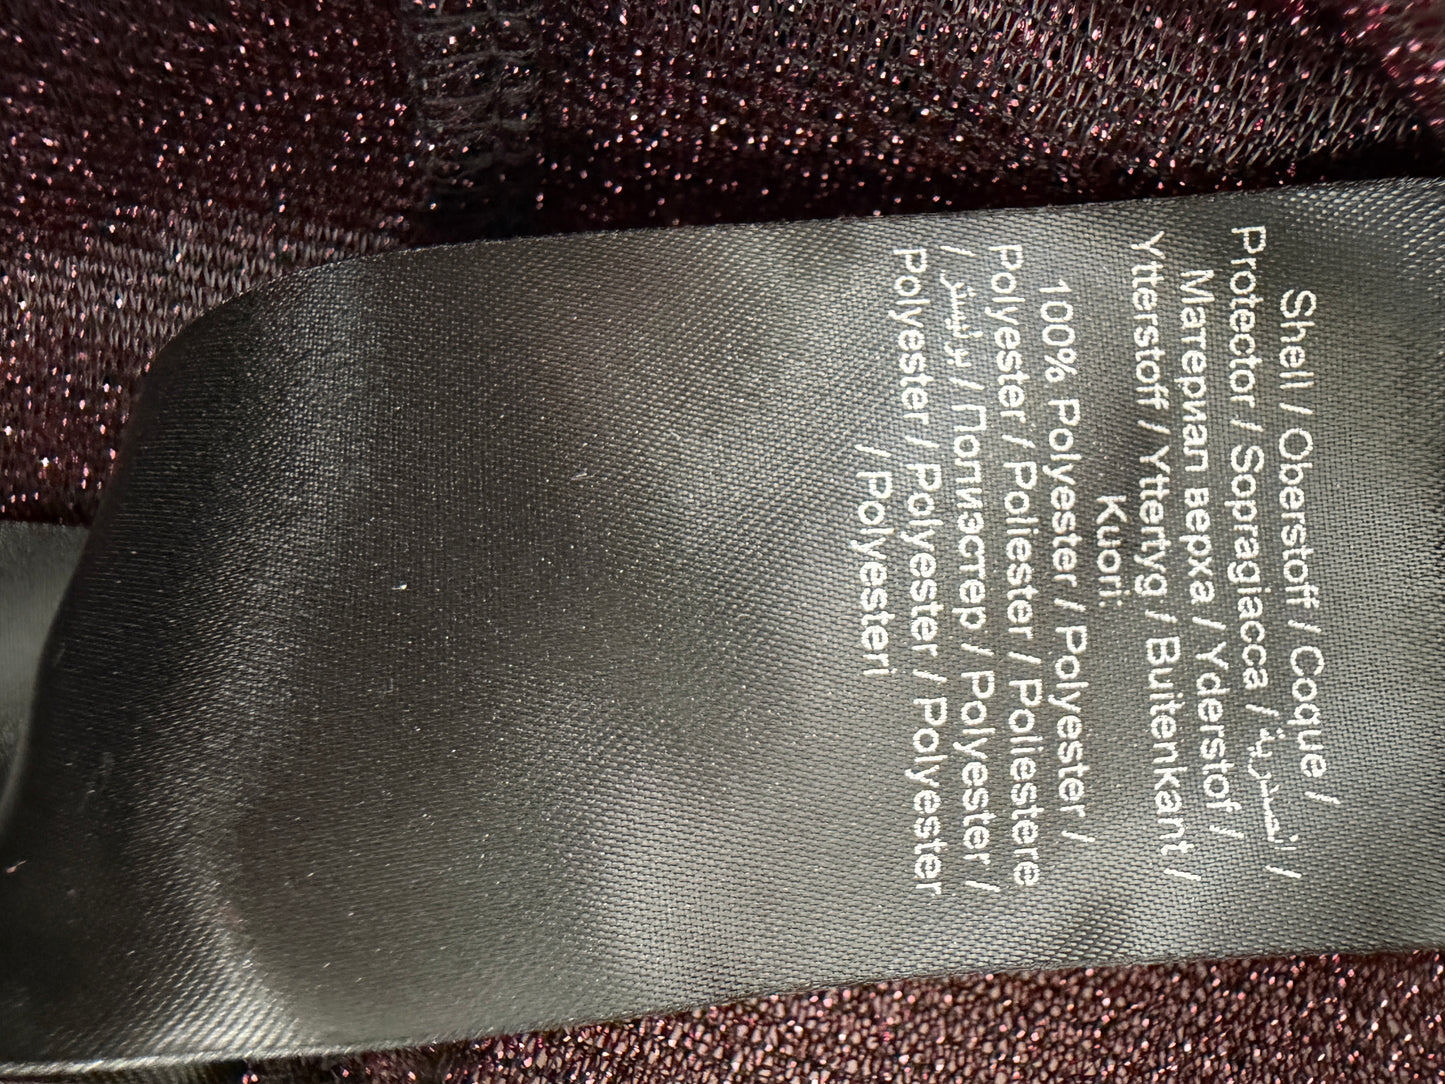 Shell / Oberstoff / Coque /
Protector / Sopragiacca / الصدرية /
Материал верха / Yderstof /
Ytterstoff / Yttertyg / Buitenkant /
Kuori:
100% Polyester / Polyester /
Polyester / Poliester / Poliestere
/ بوليستر / Полиэстер / Polyester /
Polyester / Polyester / Polyester
/ Polyesteri